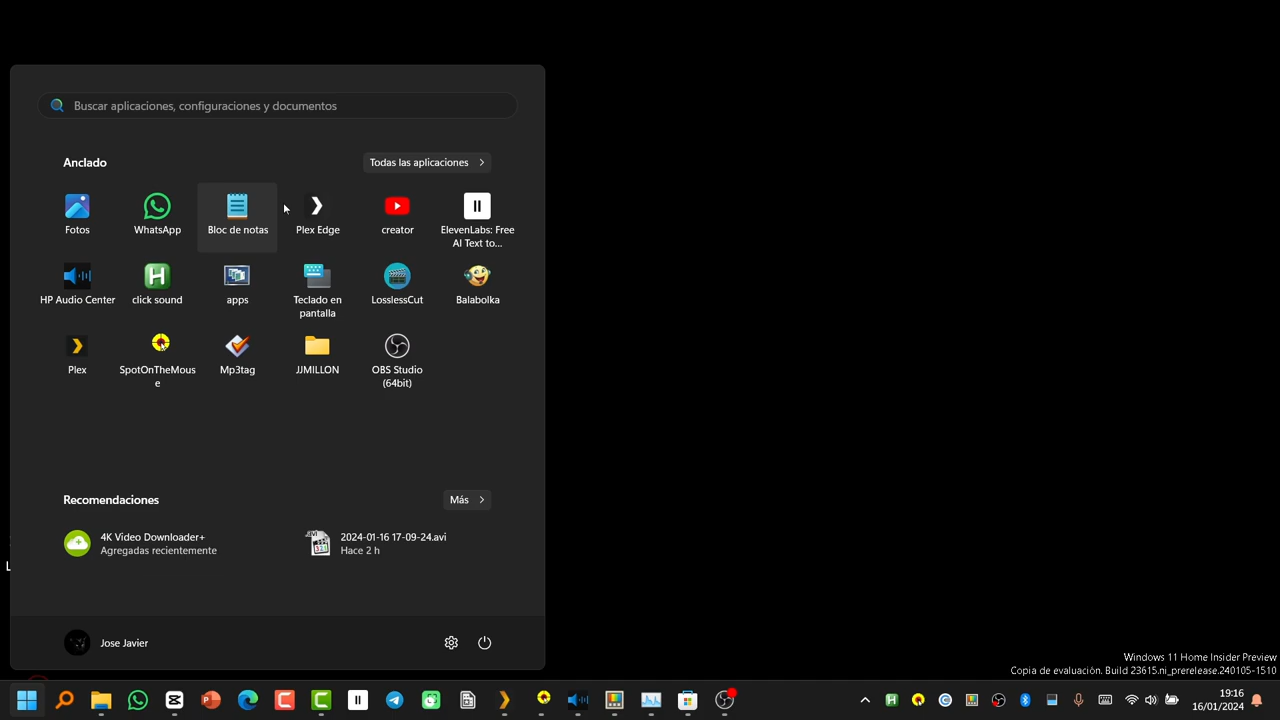 Buscar aplicaciones, configuraciones y documentos
Anclado
Todas las aplicaciones
Fotos
WhatsApp
Bloc de notas
Plex Edge
creator
ElevenLabs: Free
AI Text to...
HP Audio Center
click sound
apps
Teclado en
pantalla
LosslessCut
Balabolka
Plex
SpotOnTheMous
e
Mp3tag
JJMILLON
OBS Studio
(64bit)
Recomendaciones
Más
4K Video Downloader+
Agregadas recientemente
2024-01-16 17-09-24.avi
Hace 2 h
Jose Javier
Windows 11 Home Insider Preview
Copia de evaluación. Build 23615.ni_prerelease.240105-1510
19:16
16/01/2024